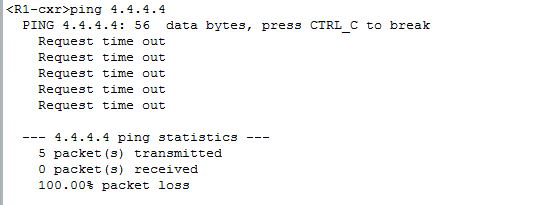 <R1-cxr>ping 4.4.4.4
  PING 4.4.4.4: 56  data bytes, press CTRL_C to break
    Request time out
    Request time out
    Request time out
    Request time out
    Request time out

  --- 4.4.4.4 ping statistics ---
    5 packet(s) transmitted
    0 packet(s) received
    100.00% packet loss